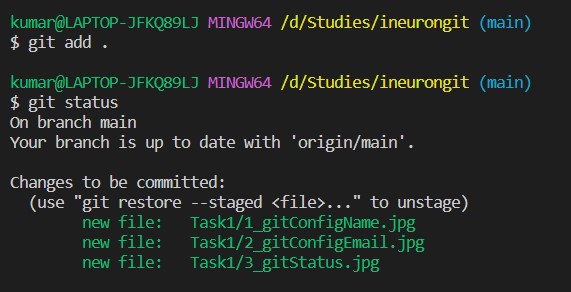 kumar@LAPTOP-JFKQ89LJ MINGW64 /d/Studies/ineurongit (main)
$ git add .
kumar@LAPTOP-JFKQ89LJ MINGW64 /d/Studies/ineurongit (main)
$ git status
On branch main
Your branch is up to date with 'origin/main'.
Changes to be committed:
  (use "git restore --staged <file>..." to unstage)
        new file:   Task1/1_gitConfigName.jpg
        new file:   Task1/2_gitConfigEmail.jpg
        new file:   Task1/3_gitStatus.jpg